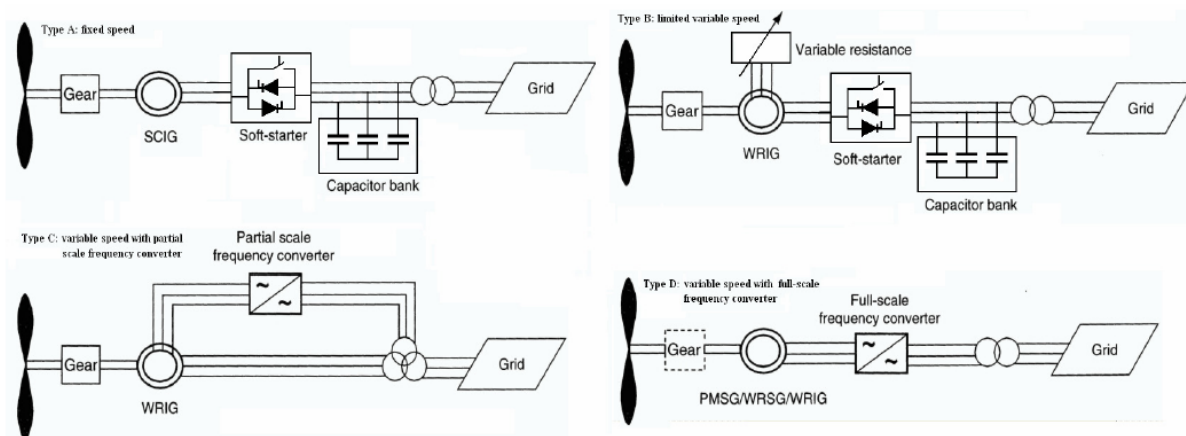 Type A: fixed speed
Gear
SCIG
Soft-starter
Capacitor bank
Grid
Type B: limited variable speed
Variable resistance
Gear
WRIG
Soft-starter
Capacitor bank
Grid
Type C: variable speed with partial
scale frequency converter
Partial scale
frequency converter
~
~
Gear
WRIG
Grid
Type D: variable speed with full-scale
frequency converter
Full-scale
frequency converter
Gear
~
~
PMSG/WRSG/WRIG
Grid